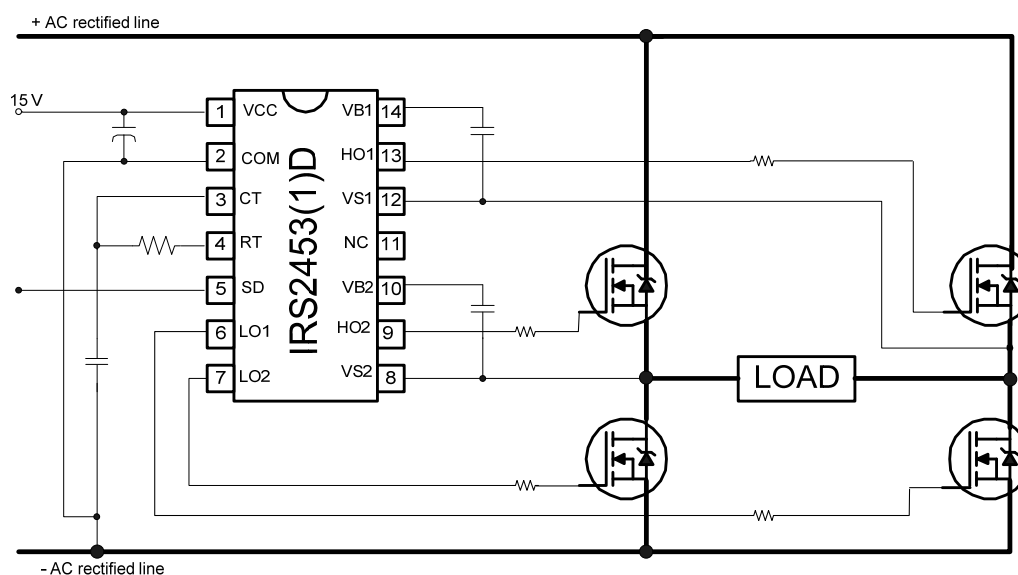 + AC rectified line
15 V
1 VCC VB1 14
2 COM HO1 13
3 CT VS1 12
4 RT NC 11
5 SD VB2 10
6 LO1 HO2 9
7 LO2 VS2 8
IRS2453(1)D
LOAD
- AC rectified line